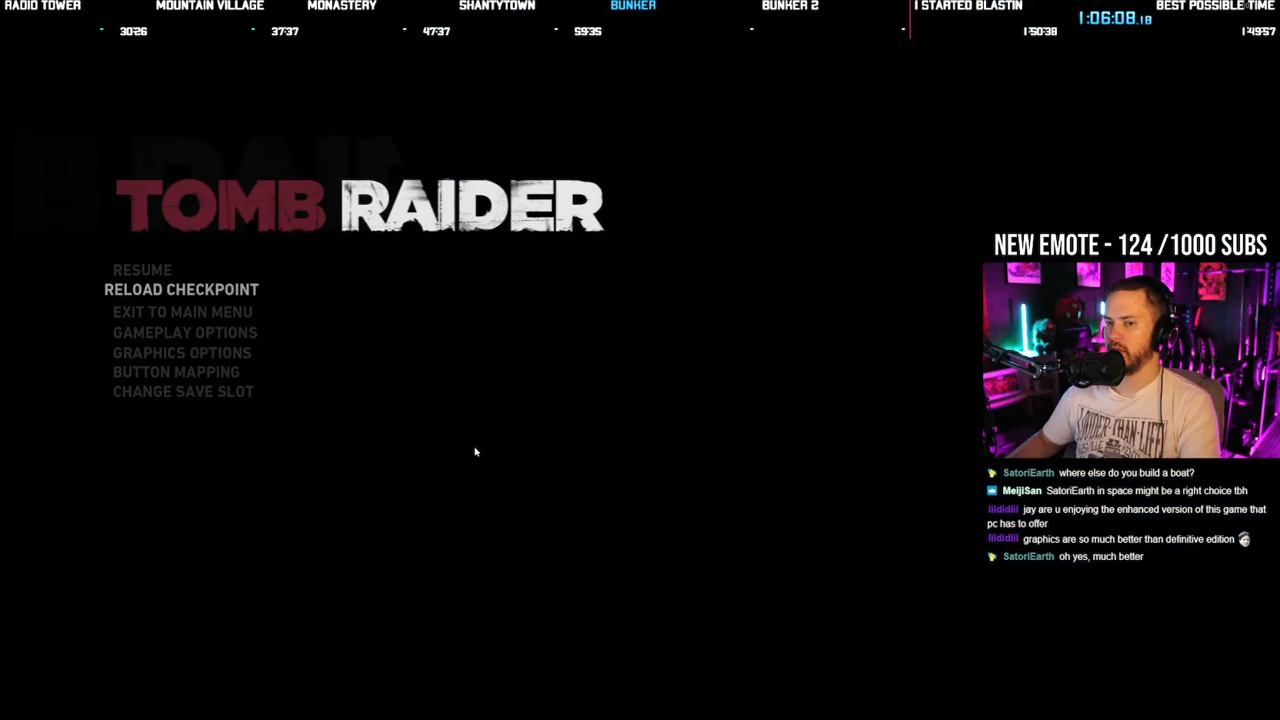 RADIO TOWER MOUNTAIN VILLAGE MONASTERY SHANTYTOWN BUNKER BUNKER 2 I STARTED BLASTIN BEST POSSIBLE TIME
1:06:08.18
- 30:26 - 37:37 - 47:37 - 59:35 - - 1:50:38 1:49:57
TOMB RAIDER
RESUME
RELOAD CHECKPOINT
EXIT TO MAIN MENU
GAMEPLAY OPTIONS
GRAPHICS OPTIONS
BUTTON MAPPING
CHANGE SAVE SLOT
NEW EMOTE - 124 /1000 SUBS
LOUDER-THAN-LIFE
SatoriEarth where else do you build a boat?
MeijiSan SatoriEarth in space might be a right choice tbh
lildidiii jay are u enjoying the enhanced version of this game that
pc has to offer
lildidiii graphics are so much better than definitive edition
SatoriEarth oh yes, much better